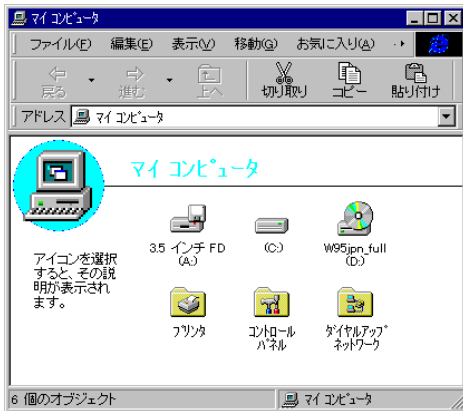 ﾏｲ ｺﾝﾋﾟｭｰﾀ
ファイル(F) 編集(E) 表示(V) 移動(G) お気に入り(A)
戻る 進む 上へ 切り取り コピー 貼り付け
アドレス ﾏｲ ｺﾝﾋﾟｭｰﾀ
ﾏｲ ｺﾝﾋﾟｭｰﾀ
アイコンを選択
すると、その説
明が表示され
ます。
3.5 インチ FD
(A:)
(C:)
W95jpn_full
(D:)
ﾌﾟﾘﾝﾀ
ｺﾝﾄﾛｰﾙ
ﾊﾟﾈﾙ
ﾀﾞｲﾔﾙｱｯﾌﾟ
ﾈｯﾄﾜｰｸ
6 個のオブジェクト ﾏｲ ｺﾝﾋﾟｭｰﾀ